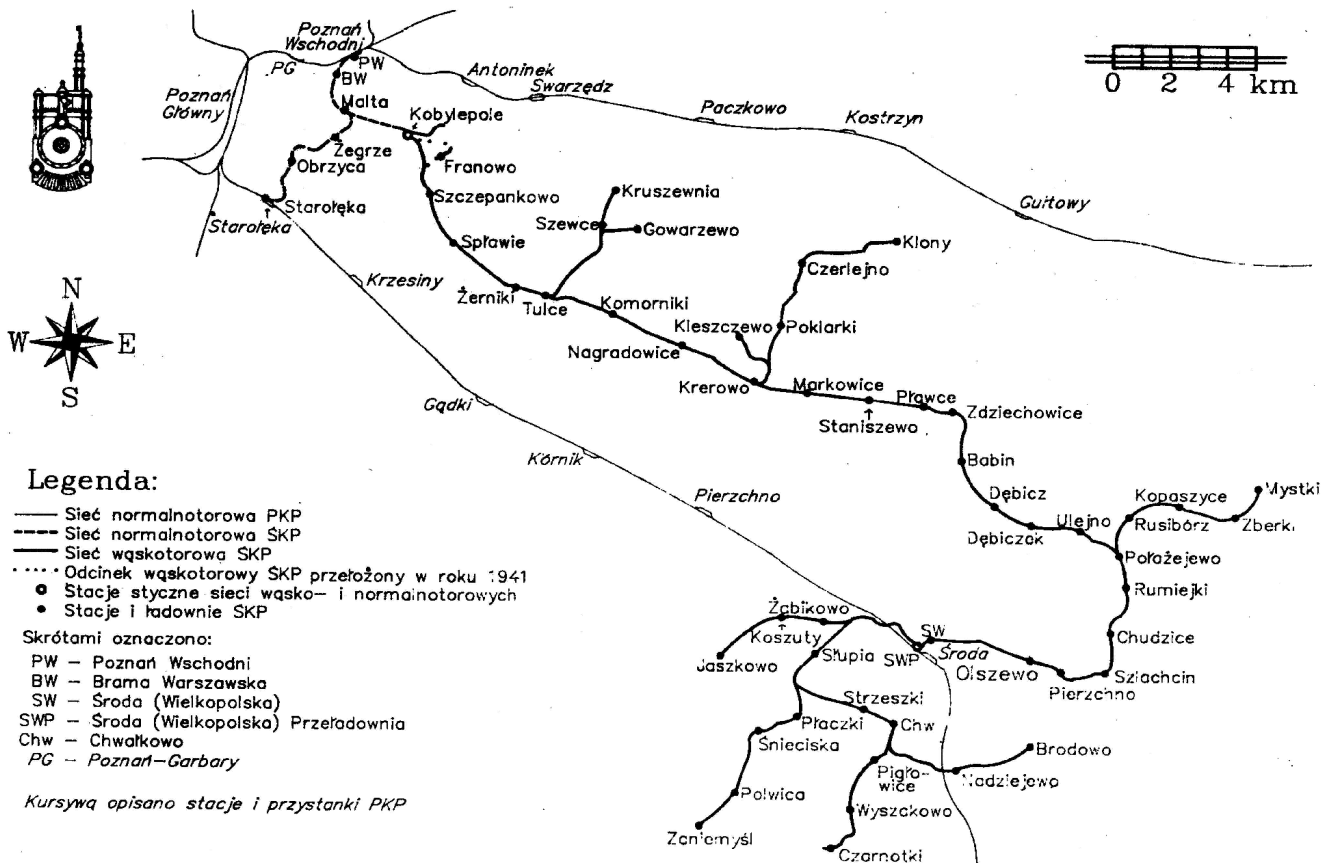 Poznań
Wschodni
PW
PG
BW
Antoninek
Swarzędz
0 2 4 km
Poznań
Główny
Malta
Kobylepole
Paczkowo
Kostrzyn
Żegrze
Obrzyca
Franowo
Starołęka
Starołęka
Szczepankowo
Kruszewnia
Gułtowy
Szewce
Gowarzewo
Spławie
Klony
Czerlejno
Krzesiny
Żerniki
Tulce
Komorniki
Kleszczewo
Poklarki
Nagradowice
Krerowo
Markowice
Pławce
Zdziechowice
Staniszewo
Gądki
Kórnik
Babin
Pierzchno
Dębicz
Dębiczek
Ulejno
Kopaszyce
Mystki
Rusibórz
Zberki
Połażejewo
Rumiejki
Chudzice
Szlachcin
Pierzchno
Olszewo
Środa
SW
SWP
Żabikowo
Koszuty
Jaszkowo
Słupia
Strzeszki
Płaczki
Chw
Śnieciska
Brodowo
Nadziejewo
Pigło-
wice
Polwica
Wyszakowo
Zaniemyśl
Czarnotki
N
W E
S
Legenda:
Sieć normalnotorowa PKP
Sieć normalnotorowa ŚKP
Sieć wąskotorowa ŚKP
Odcinek wąskotorowy ŚKP przełożony w roku 1941
Stacje styczne sieci wąsko- i normalnotorowych
Stacje i ładownie ŚKP
Skrótami oznaczono:
PW – Poznań Wschodni
BW – Brama Warszawska
SW – Środa (Wielkopolska)
SWP – Środa (Wielkopolska) Przeładownia
Chw – Chwałkowo
PG – Poznań-Garbary
Kursywą opisano stacje i przystanki PKP